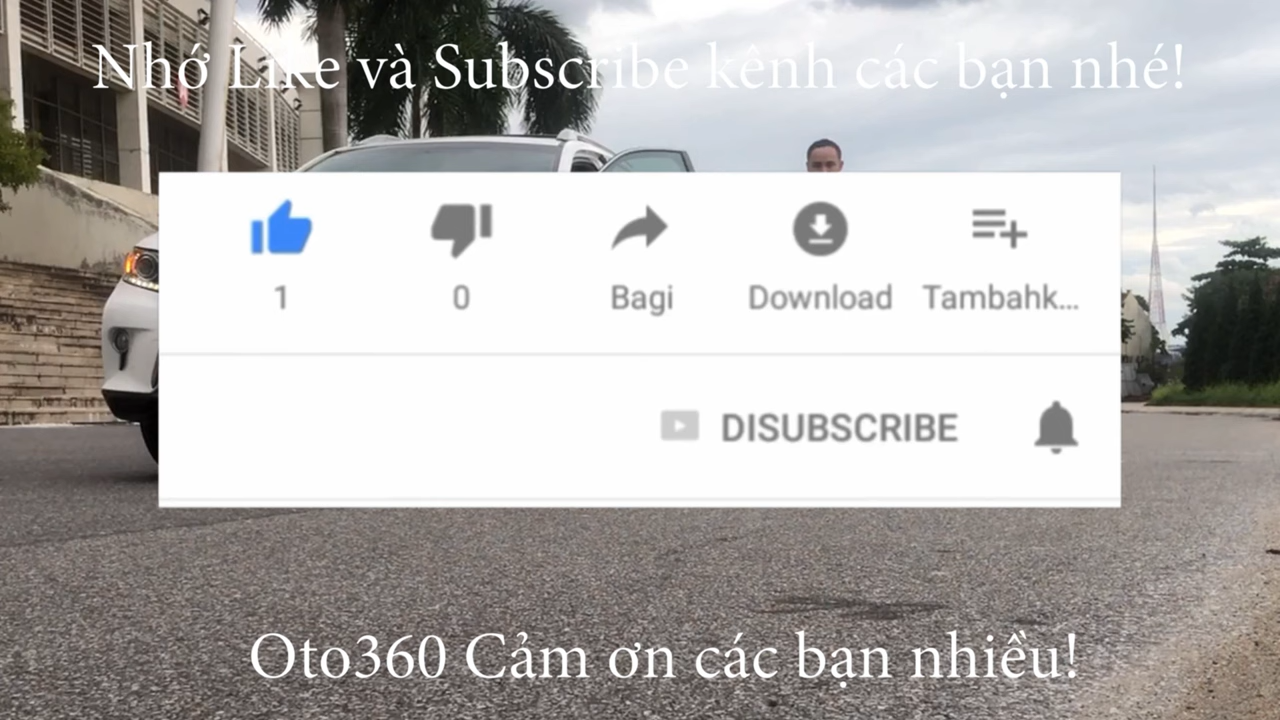 Nhớ Like và Subscribe kênh các bạn nhé!
1 0 Bagi Download Tambahk...
DISUBSCRIBE
Oto360 Cảm ơn các bạn nhiều!